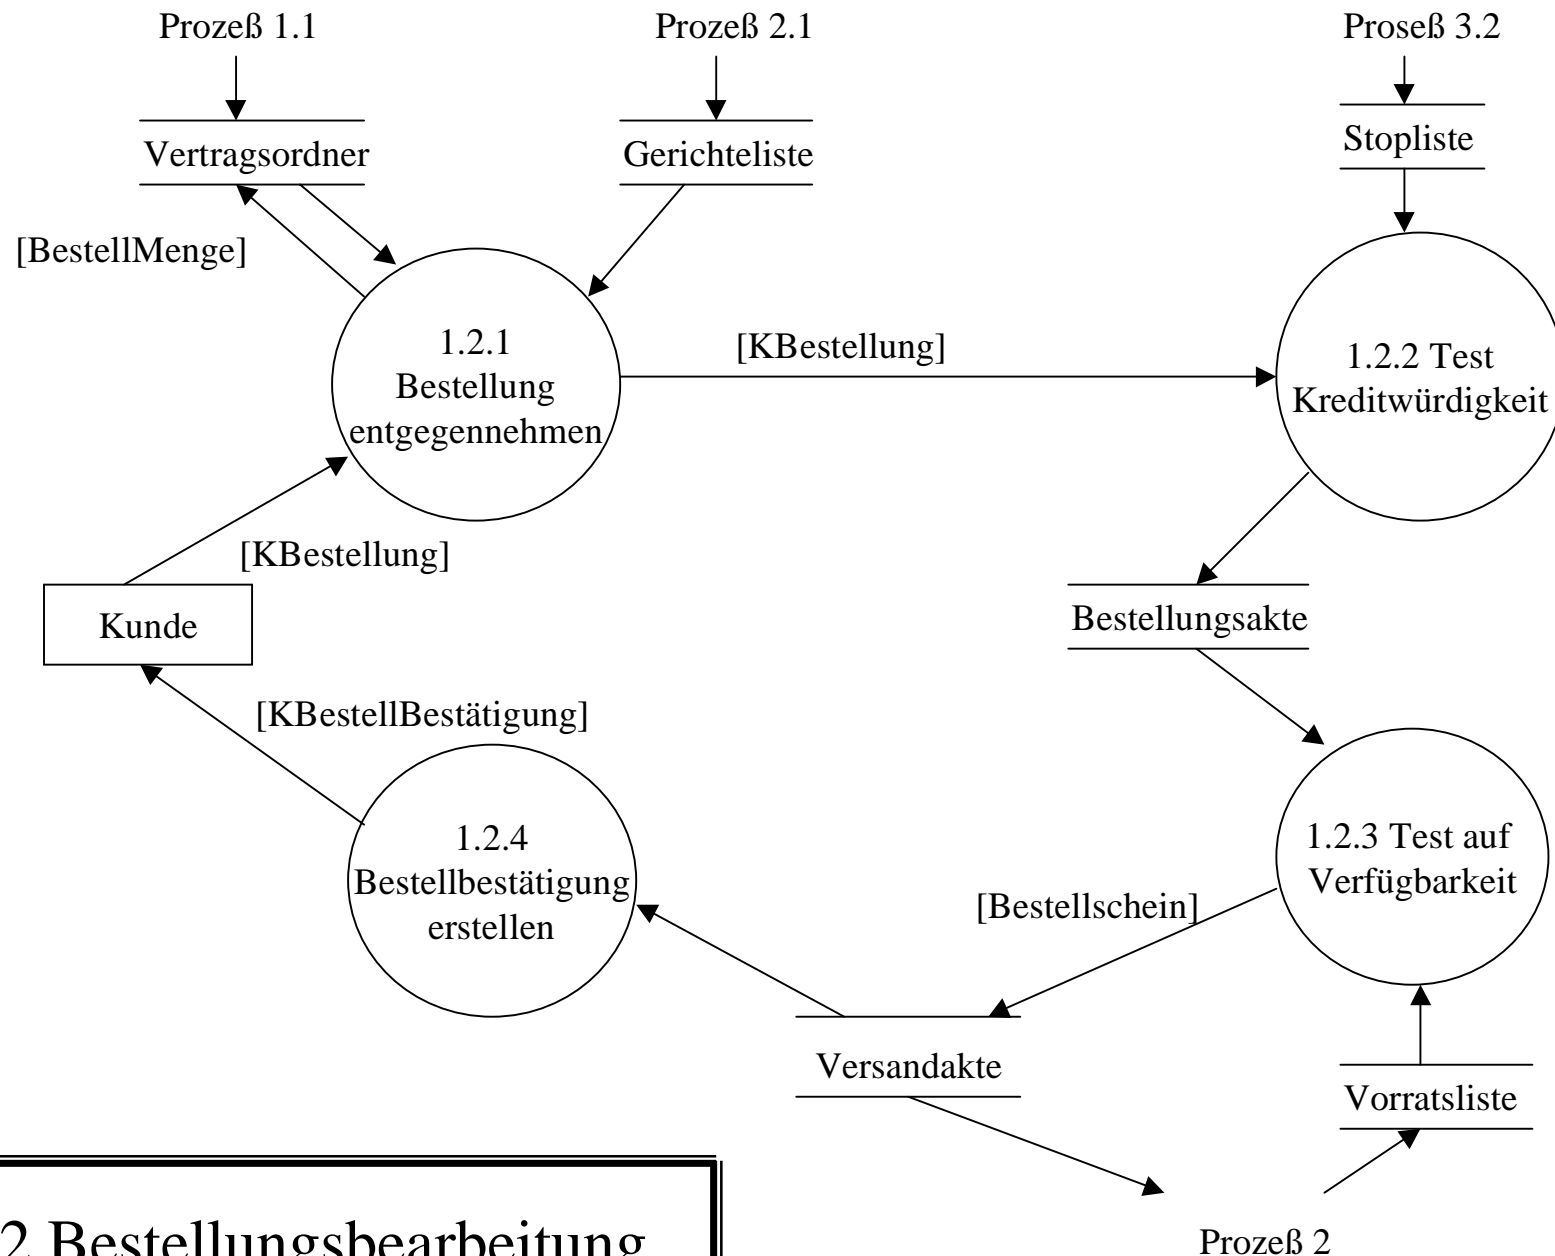 Prozeß 1.1
Prozeß 2.1
Proseß 3.2
Vertragsordner
Gerichteliste
Stopliste
[BestellMenge]
1.2.1
Bestellung
entgegennehmen
[KBestellung]
1.2.2 Test
Kreditwürdigkeit
[KBestellung]
Kunde
Bestellungsakte
[KBestellBestätigung]
1.2.4
Bestellbestätigung
erstellen
1.2.3 Test auf
Verfügbarkeit
[Bestellschein]
Versandakte
Vorratsliste
2 Bestellungsbearbeitung
Prozeß 2